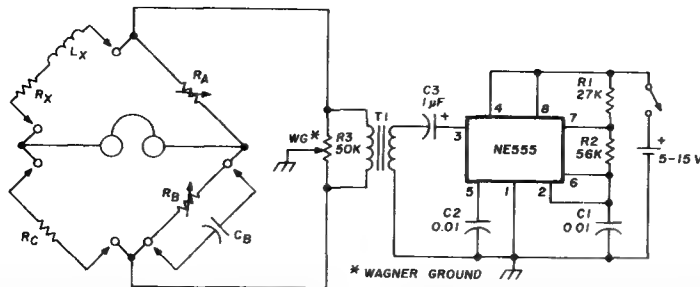 LX
RX
RA
RC
RB
CB
WG*
R3
50K
T1
C3
1µF
+
3
4
8
7
NE555
6
5
1
2
R1
27K
R2
56K
C2
0.01
C1
0.01
+
5-15 V
* WAGNER GROUND